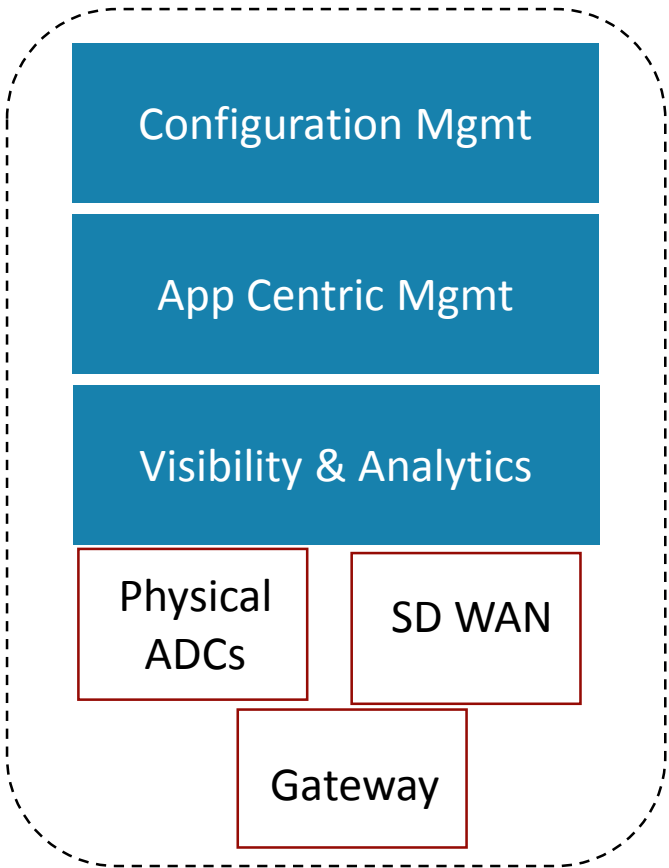 Configuration Mgmt
App Centric Mgmt
Visibility & Analytics
Physical
ADCs
SD WAN
Gateway